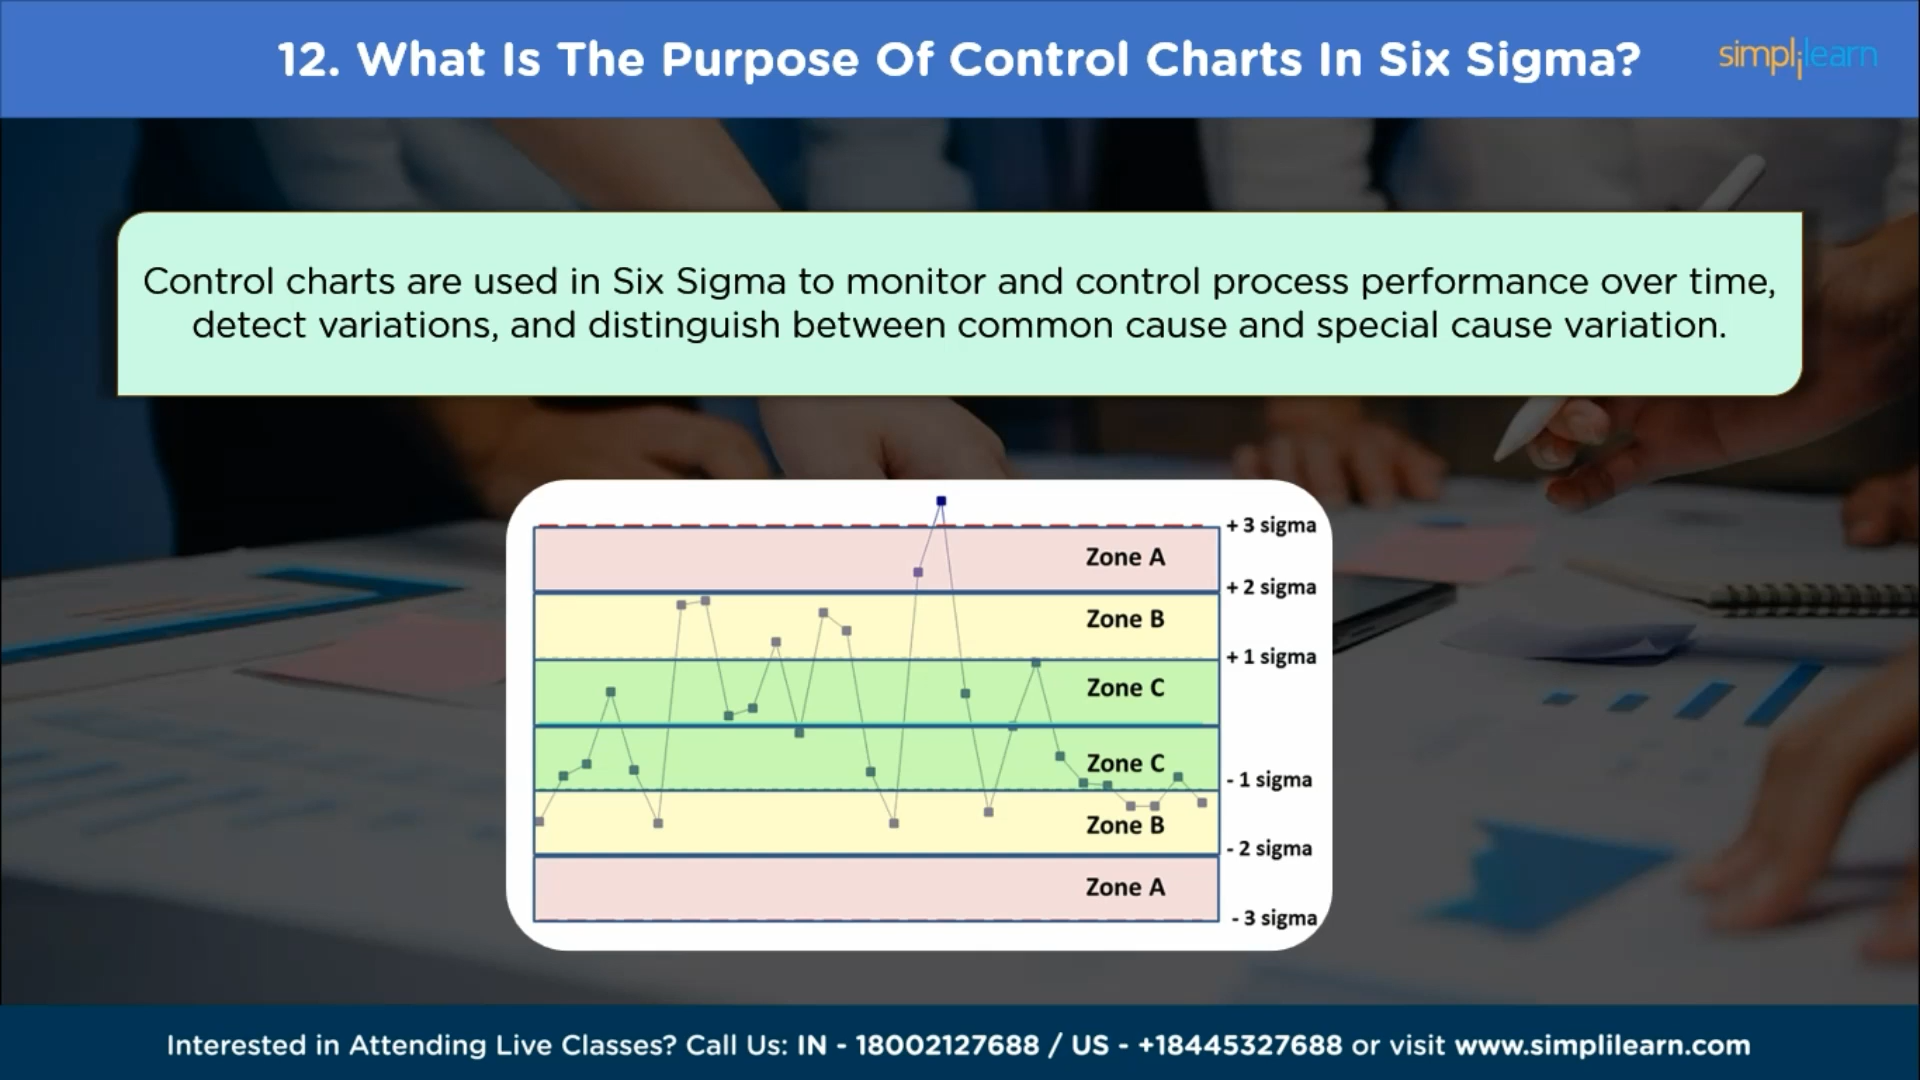 12. What Is The Purpose Of Control Charts In Six Sigma?
simplilearn
Control charts are used in Six Sigma to monitor and control process performance over time,
detect variations, and distinguish between common cause and special cause variation.
+ 3 sigma
Zone A
+ 2 sigma
Zone B
+ 1 sigma
Zone C
Zone C
- 1 sigma
Zone B
- 2 sigma
Zone A
- 3 sigma
Interested in Attending Live Classes? Call Us: IN - 18002127688 / US - +18445327688 or visit www.simplilearn.com